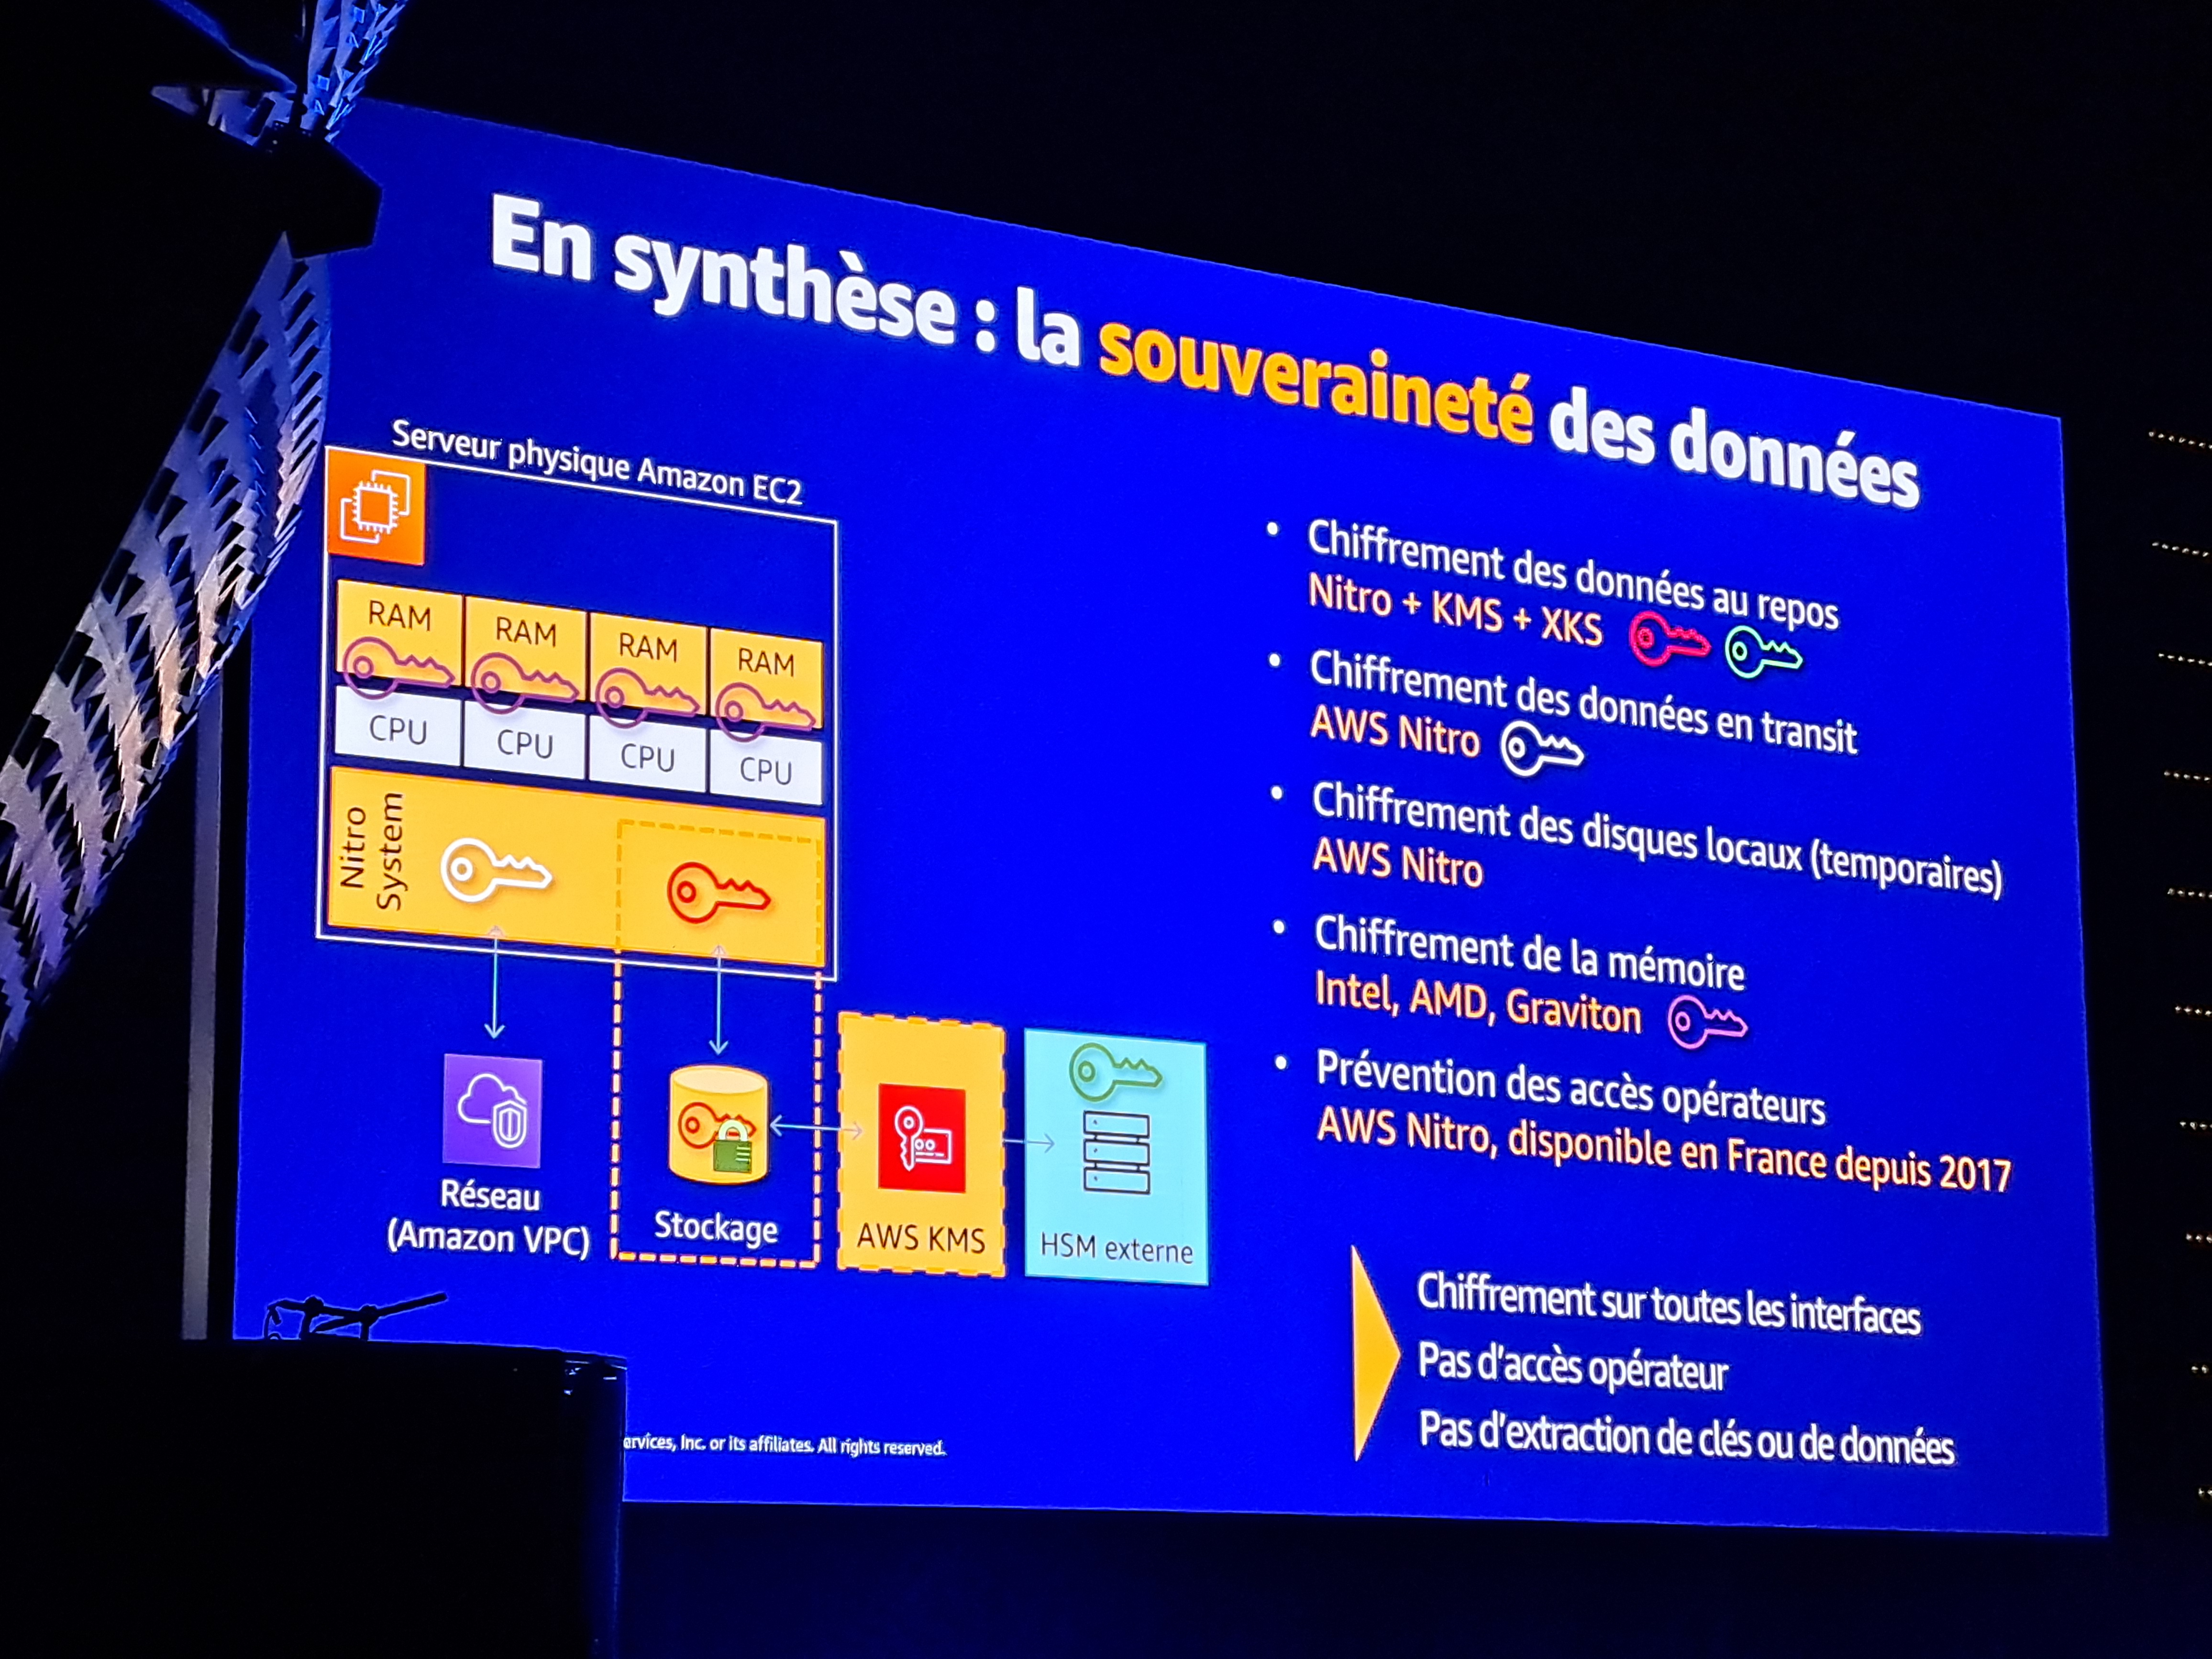 En synthèse : la souveraineté des données
Serveur physique Amazon EC2
RAM RAM RAM RAM
CPU CPU CPU CPU
Nitro
System
Réseau
(Amazon VPC)
Stockage
AWS KMS
HSM externe
• Chiffrement des données au repos
Nitro + KMS + XKS
• Chiffrement des données en transit
AWS Nitro
• Chiffrement des disques locaux (temporaires)
AWS Nitro
• Chiffrement de la mémoire
Intel, AMD, Graviton
• Prévention des accès opérateurs
AWS Nitro, disponible en France depuis 2017
Chiffrement sur toutes les interfaces
Pas d'accès opérateur
Pas d'extraction de clés ou de données
ervices, Inc. or its affiliates. All rights reserved.